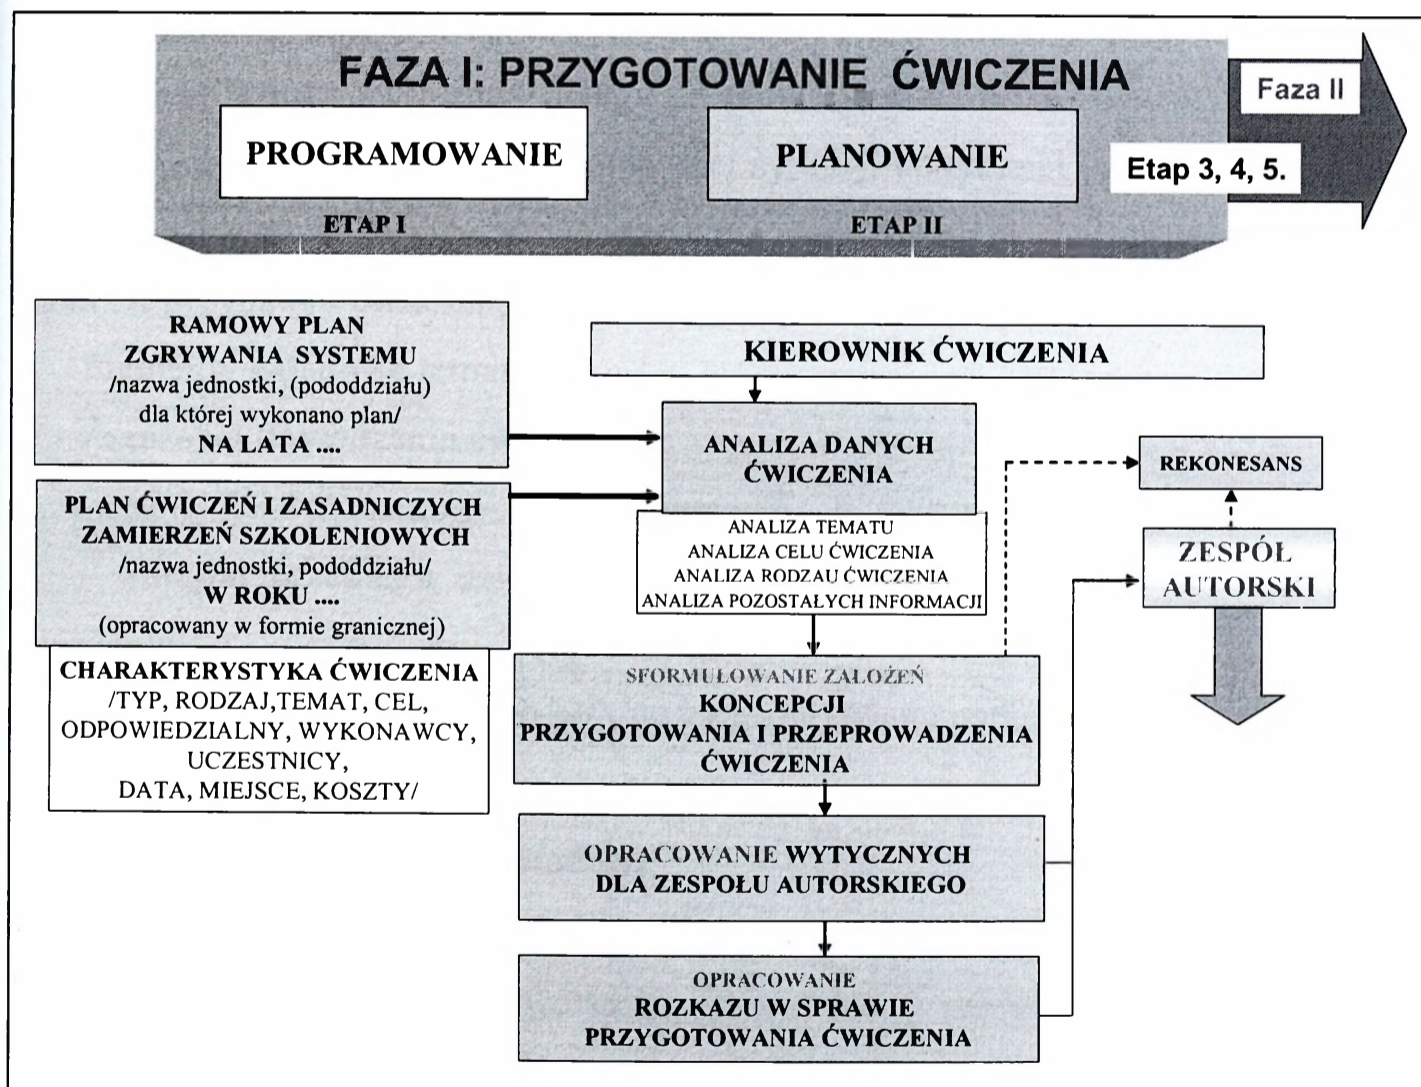 FAZA I: PRZYGOTOWANIE ĆWICZENIA
Faza II
PROGRAMOWANIE
PLANOWANIE
Etap 3, 4, 5.
ETAP I
ETAP II
RAMOWY PLAN
ZGRYWANIA SYSTEMU
/nazwa jednostki, (pododdziału)
dla której wykonano plan/
NA LATA ....
PLAN ĆWICZEŃ I ZASADNICZYCH
ZAMIERZEŃ SZKOLENIOWYCH
/nazwa jednostki, pododdziału/
W ROKU ....
(opracowany w formie granicznej)
CHARAKTERYSTYKA ĆWICZENIA
/TYP, RODZAJ,TEMAT, CEL,
ODPOWIEDZIALNY, WYKONAWCY,
UCZESTNICY,
DATA, MIEJSCE, KOSZTY/
KIEROWNIK ĆWICZENIA
ANALIZA DANYCH
ĆWICZENIA
ANALIZA TEMATU
ANALIZA CELU ĆWICZENIA
ANALIZA RODZAU ĆWICZENIA
ANALIZA POZOSTAŁYCH INFORMACJI
SFORMUŁOWANIE ZAŁOŻEŃ
KONCEPCJI
PRZYGOTOWANIA I PRZEPROWADZENIA
ĆWICZENIA
OPRACOWANIE WYTYCZNYCH
DLA ZESPOŁU AUTORSKIEGO
OPRACOWANIE
ROZKAZU W SPRAWIE
PRZYGOTOWANIA ĆWICZENIA
REKONESANS
ZESPÓŁ
AUTORSKI